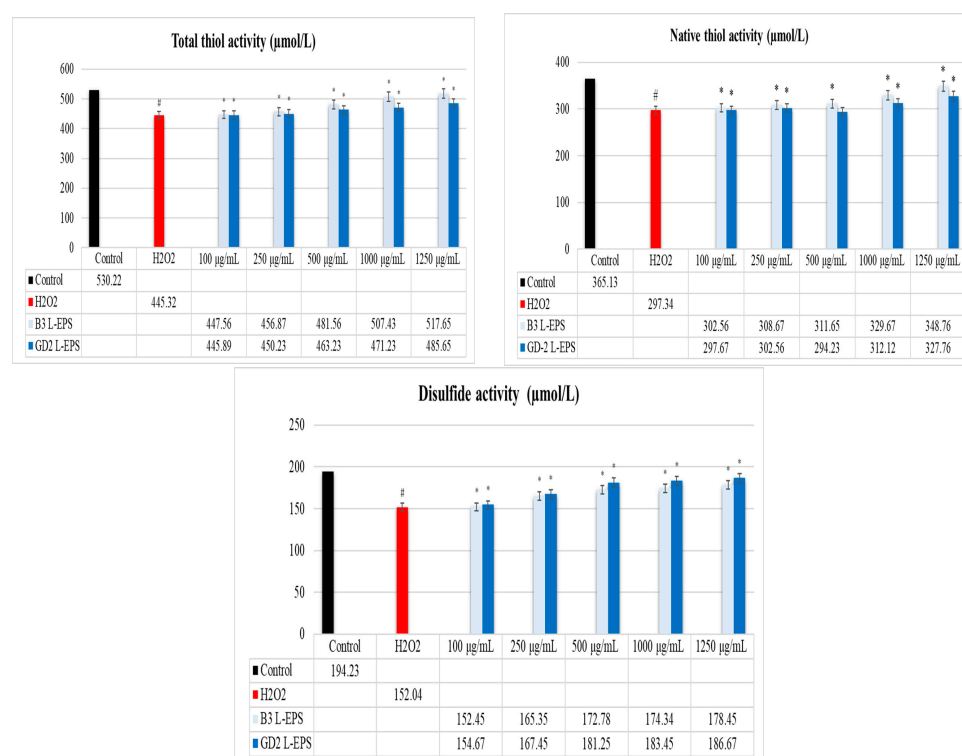 Total thiol activity (µmol/L)
600
500
400
300
200
100
0
#
* *
* *
* *
* *
* *
Control H2O2 100 µg/mL 250 µg/mL 500 µg/mL 1000 µg/mL 1250 µg/mL
Control 530.22
H2O2 445.32
B3 L-EPS 447.56 456.87 481.56 507.43 517.65
GD2 L-EPS 445.89 450.23 463.23 471.23 485.65
Native thiol activity (µmol/L)
400
300
200
100
0
#
* *
* *
*
* *
* *
Control H2O2 100 µg/mL 250 µg/mL 500 µg/mL 1000 µg/mL 1250 µg/mL
Control 365.13
H2O2 297.34
B3 L-EPS 302.56 308.67 311.65 329.67 348.76
GD-2 L-EPS 297.67 302.56 294.23 312.12 327.76
Disulfide activity (µmol/L)
250
200
150
100
50
0
#
* *
* *
* *
* *
* *
Control H2O2 100 µg/mL 250 µg/mL 500 µg/mL 1000 µg/mL 1250 µg/mL
Control 194.23
H2O2 152.04
B3 L-EPS 152.45 165.35 172.78 174.34 178.45
GD2 L-EPS 154.67 167.45 181.25 183.45 186.67